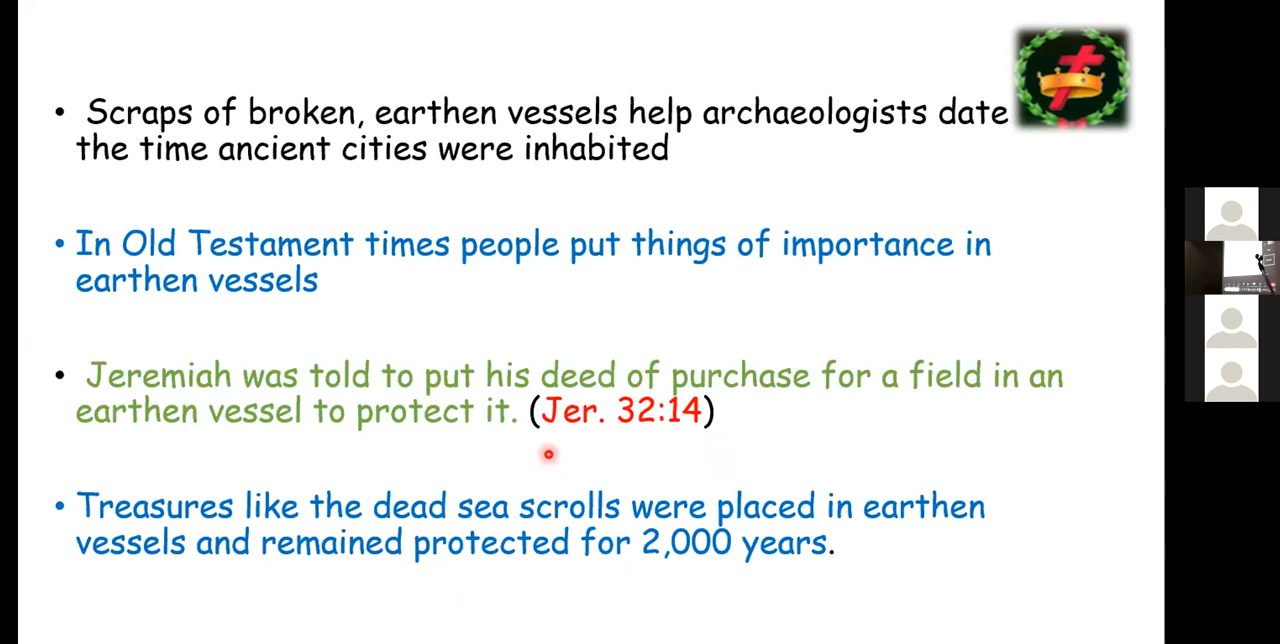 • Scraps of broken, earthen vessels help archaeologists date
the time ancient cities were inhabited
• In Old Testament times people put things of importance in
earthen vessels
• Jeremiah was told to put his deed of purchase for a field in an
earthen vessel to protect it. (Jer. 32:14)
• Treasures like the dead sea scrolls were placed in earthen
vessels and remained protected for 2,000 years.